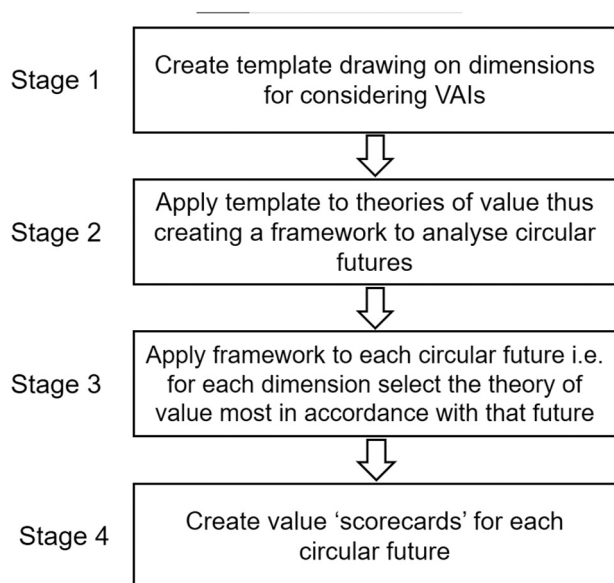 Stage 1
Create template drawing on dimensions
for considering VAIs
Stage 2
Apply template to theories of value thus
creating a framework to analyse circular
futures
Stage 3
Apply framework to each circular future i.e.
for each dimension select the theory of
value most in accordance with that future
Stage 4
Create value ‘scorecards’ for each
circular future